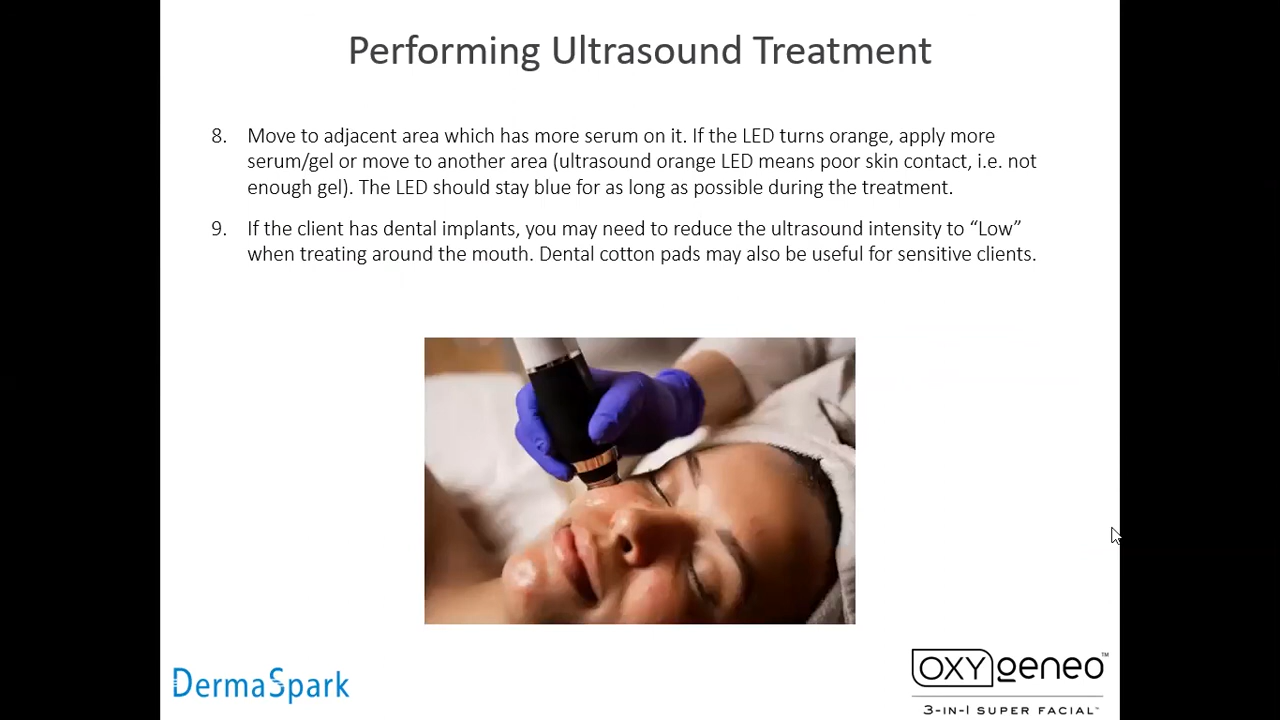 Performing Ultrasound Treatment
8. Move to adjacent area which has more serum on it. If the LED turns orange, apply more
serum/gel or move to another area (ultrasound orange LED means poor skin contact, i.e. not
enough gel). The LED should stay blue for as long as possible during the treatment.
9. If the client has dental implants, you may need to reduce the ultrasound intensity to “Low”
when treating around the mouth. Dental cotton pads may also be useful for sensitive clients.
DermaSpark
OXYgeneo™
3-IN-1 SUPER FACIAL™